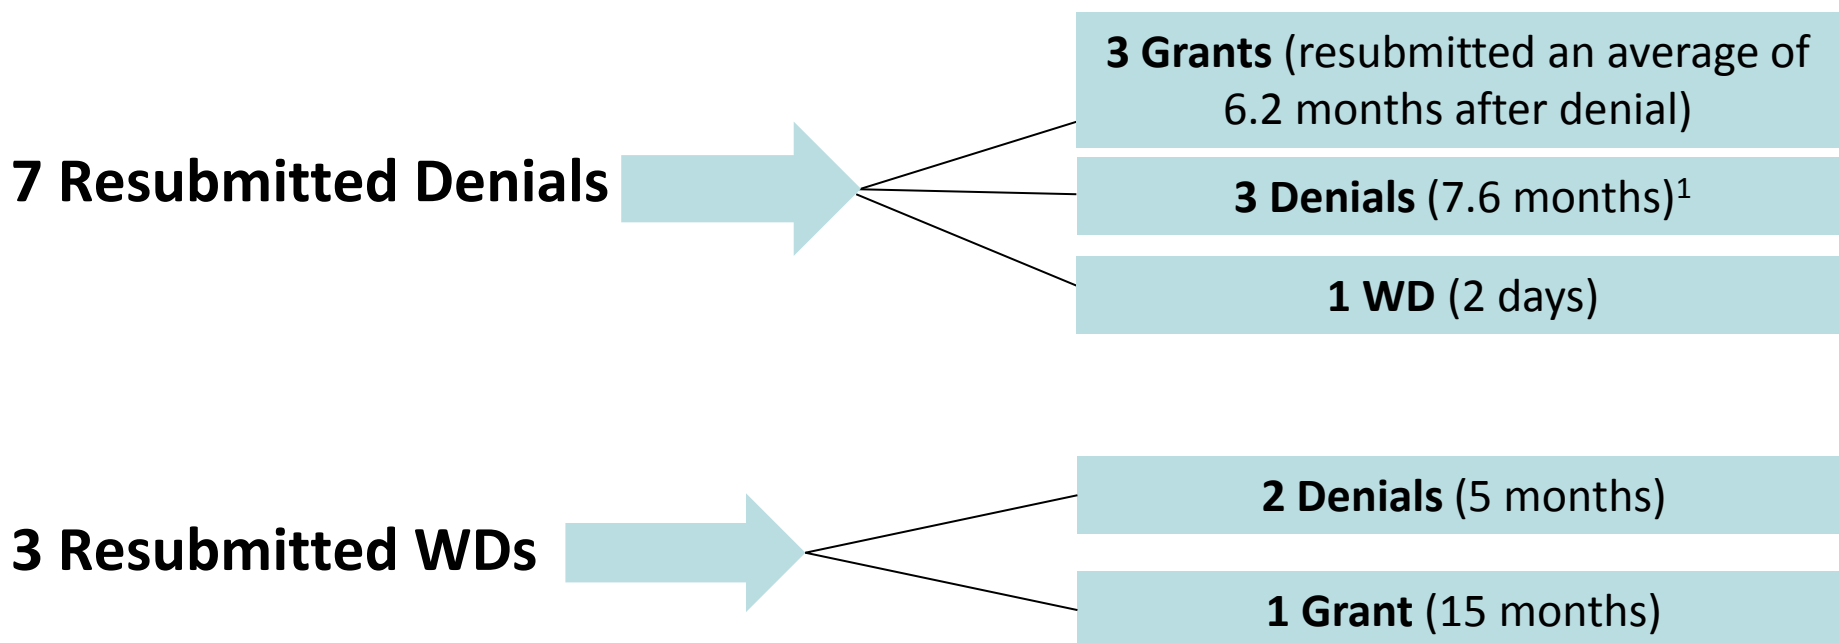 7 Resubmitted Denials
3 Grants (resubmitted an average of
6.2 months after denial)
3 Denials (7.6 months)¹
1 WD (2 days)
3 Resubmitted WDs
2 Denials (5 months)
1 Grant (15 months)